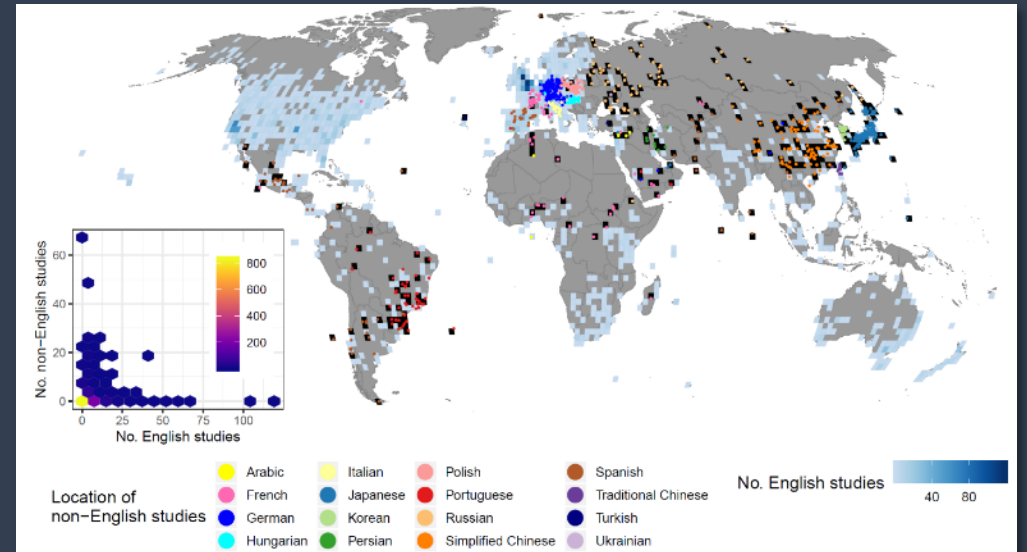 60
40
20
0
No. non−English studies
800
600
400
200
0 25 50 75 100
No. English studies
Location of
non−English studies
Arabic
French
German
Hungarian
Italian
Japanese
Korean
Persian
Polish
Portuguese
Russian
Simplified Chinese
Spanish
Traditional Chinese
Turkish
Ukrainian
No. English studies
40 80